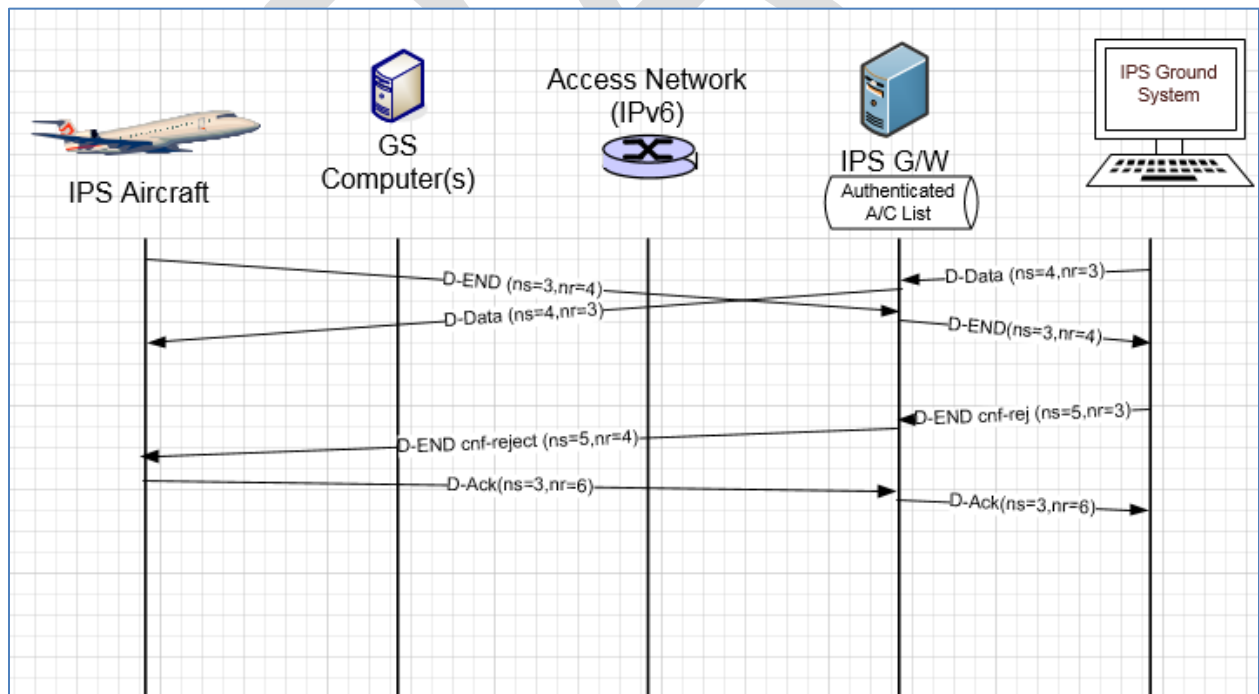 IPS Aircraft
GS
Computer(s)
Access Network
(IPv6)
IPS G/W
Authenticated
A/C List
IPS Ground
System
D-END (ns=3,nr=4)
D-Data (ns=4,nr=3)
D-Data (ns=4,nr=3)
D-END(ns=3,nr=4)
D-END cnf-rej (ns=5,nr=3)
D-END cnf-reject (ns=5,nr=4)
D-Ack(ns=3,nr=6)
D-Ack(ns=3,nr=6)